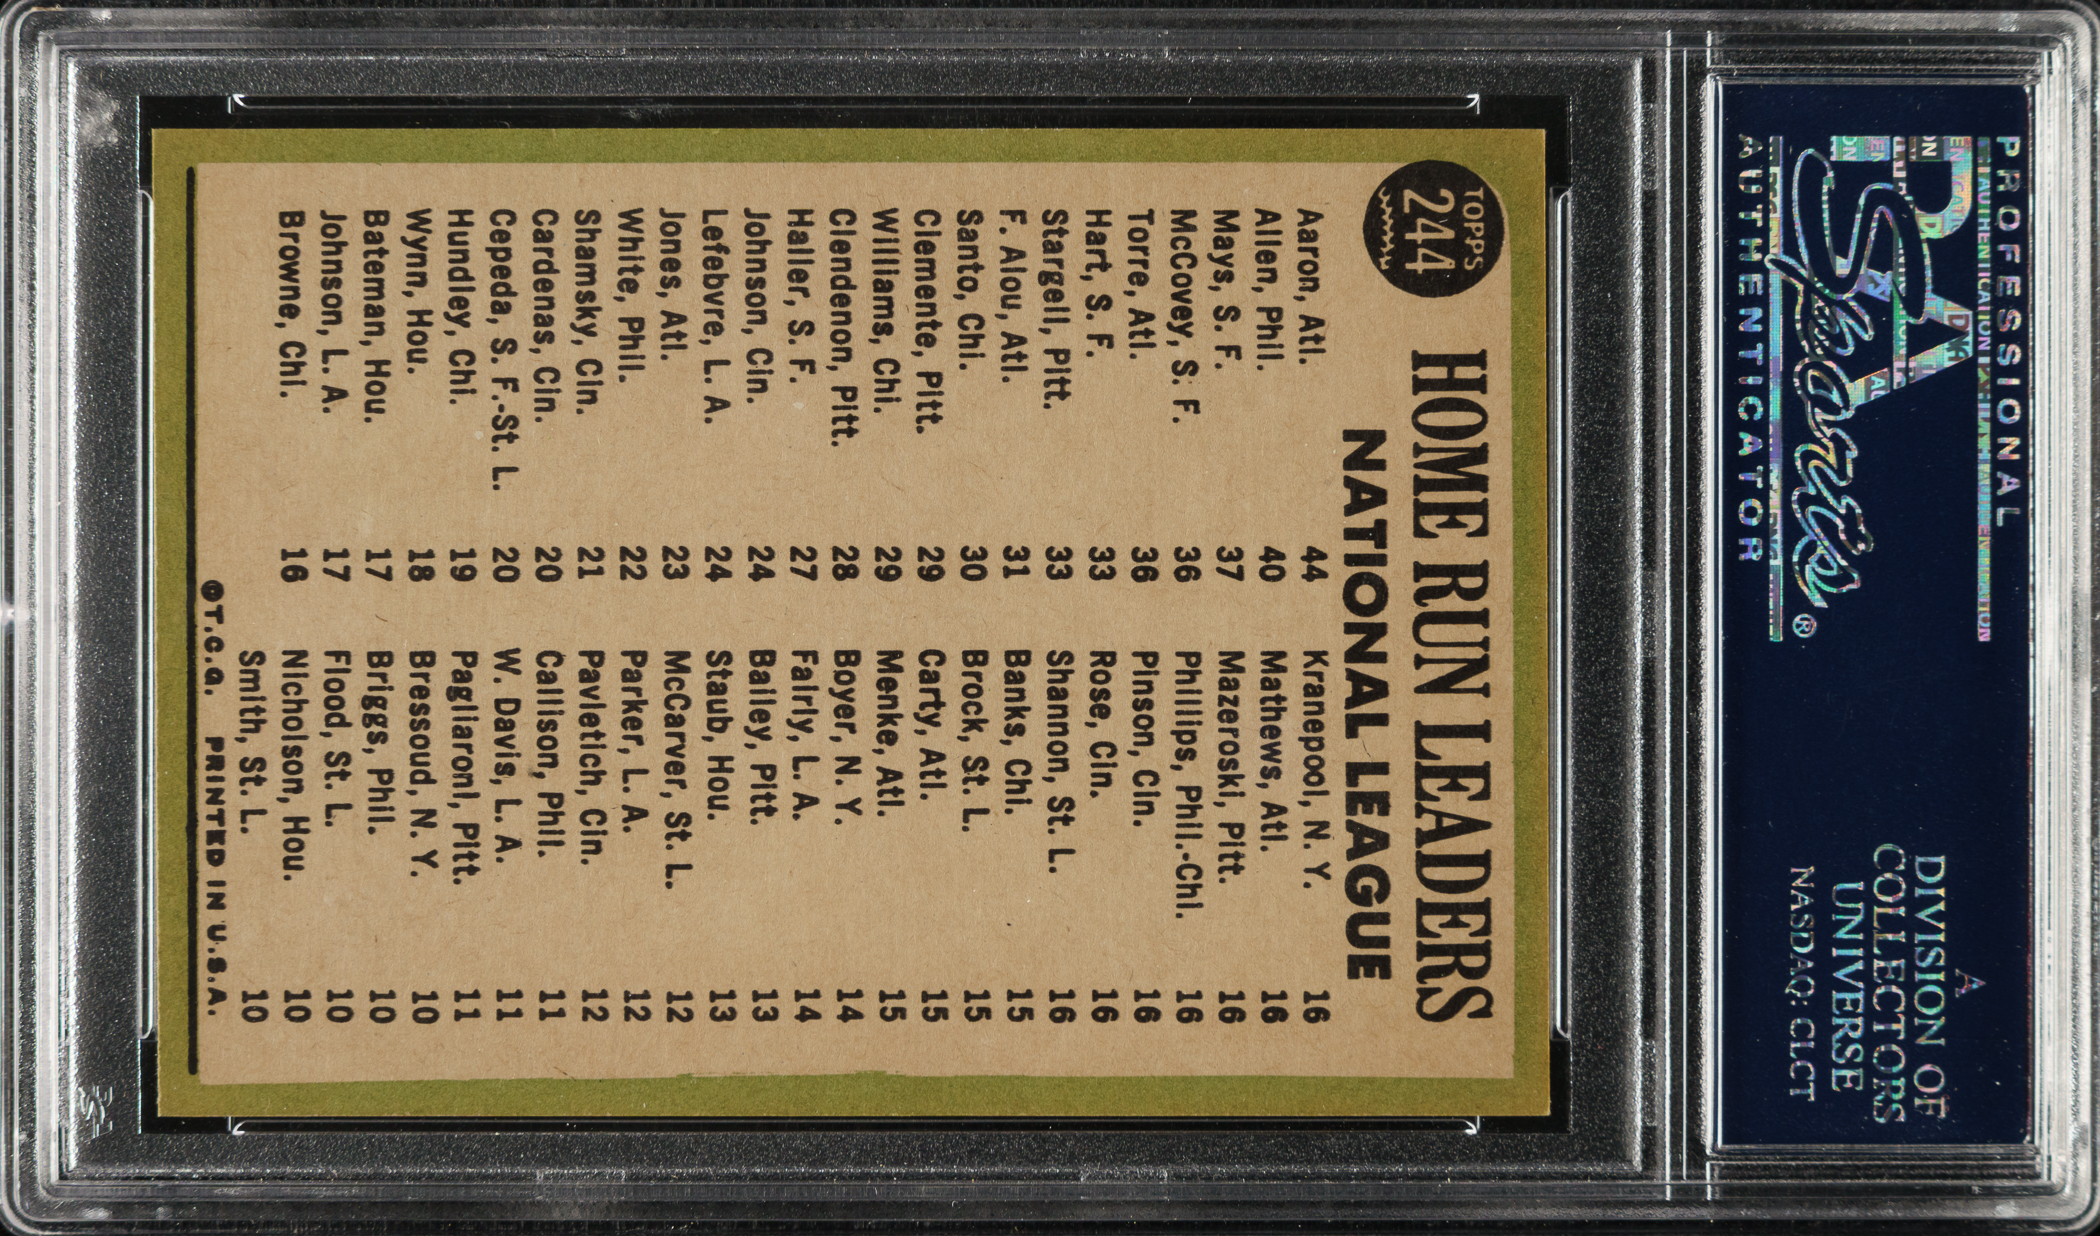 PROFESSIONAL
PSA
Sports®
AUTHENTICATOR
A
DIVISION OF
COLLECTORS
UNIVERSE
NASDAQ: CLCT
TOPPS
244
HOME RUN LEADERS
NATIONAL LEAGUE
Aaron, Atl. 44 Kranepool, N. Y. 16
Allen, Phil. 40 Mathews, Atl. 16
Mays, S. F. 37 Mazeroski, Pitt. 16
McCovey, S. F. 36 Phillips, Phil.-Chi. 16
Torre, Atl. 36 Pinson, Cin. 16
Hart, S. F. 33 Rose, Cin. 16
Stargell, Pitt. 33 Shannon, St. L. 16
F. Alou, Atl. 31 Banks, Chi. 15
Santo, Chi. 30 Brock, St. L. 15
Clemente, Pitt. 29 Carty, Atl. 15
Williams, Chi. 29 Menke, Atl. 15
Clendenon, Pitt. 28 Boyer, N. Y. 14
Haller, S. F. 27 Fairly, L. A. 14
Johnson, Cin. 24 Bailey, Pitt. 13
Lefebvre, L. A. 24 Staub, Hou. 13
Jones, Atl. 23 McCarver, St. L. 12
White, Phil. 22 Parker, L. A. 12
Shamsky, Cin. 21 Pavletich, Cin. 12
Cardenas, Cin. 20 Callison, Phil. 11
Cepeda, S. F.-St. L. 20 W. Davis, L. A. 11
Hundley, Chi. 19 Pagliaroni, Pitt. 11
Wynn, Hou. 18 Bressoud, N. Y. 10
Bateman, Hou. 17 Briggs, Phil. 10
Johnson, L. A. 17 Flood, St. L. 10
Browne, Chi. 16 Nicholson, Hou. 10
Smith, St. L. 10
©T.C.G. PRINTED IN U.S.A.